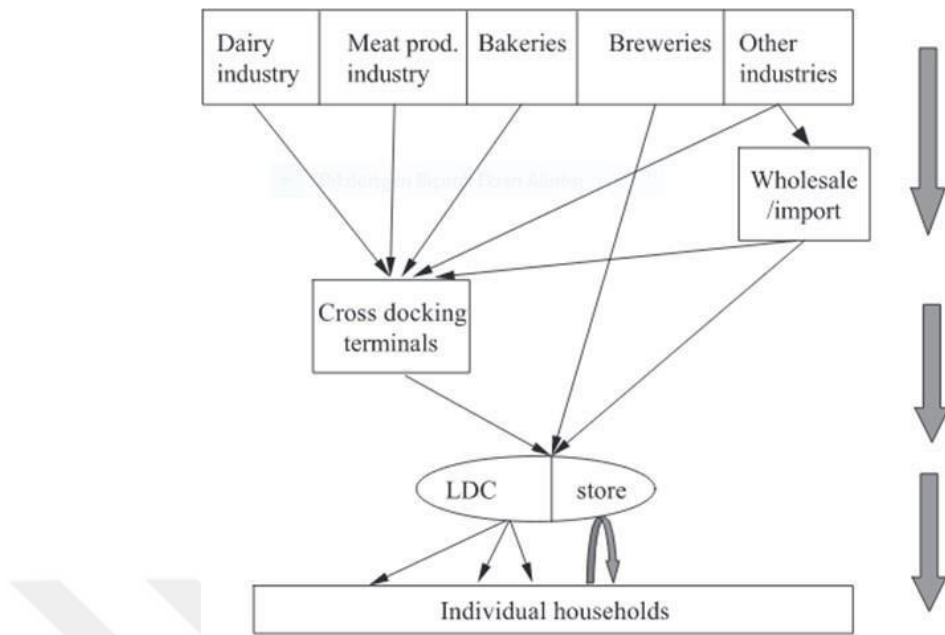 Dairy
industry
Meat prod.
industry
Bakeries
Breweries
Other
industries
Wholesale
/import
Cross docking
terminals
LDC
store
Individual households